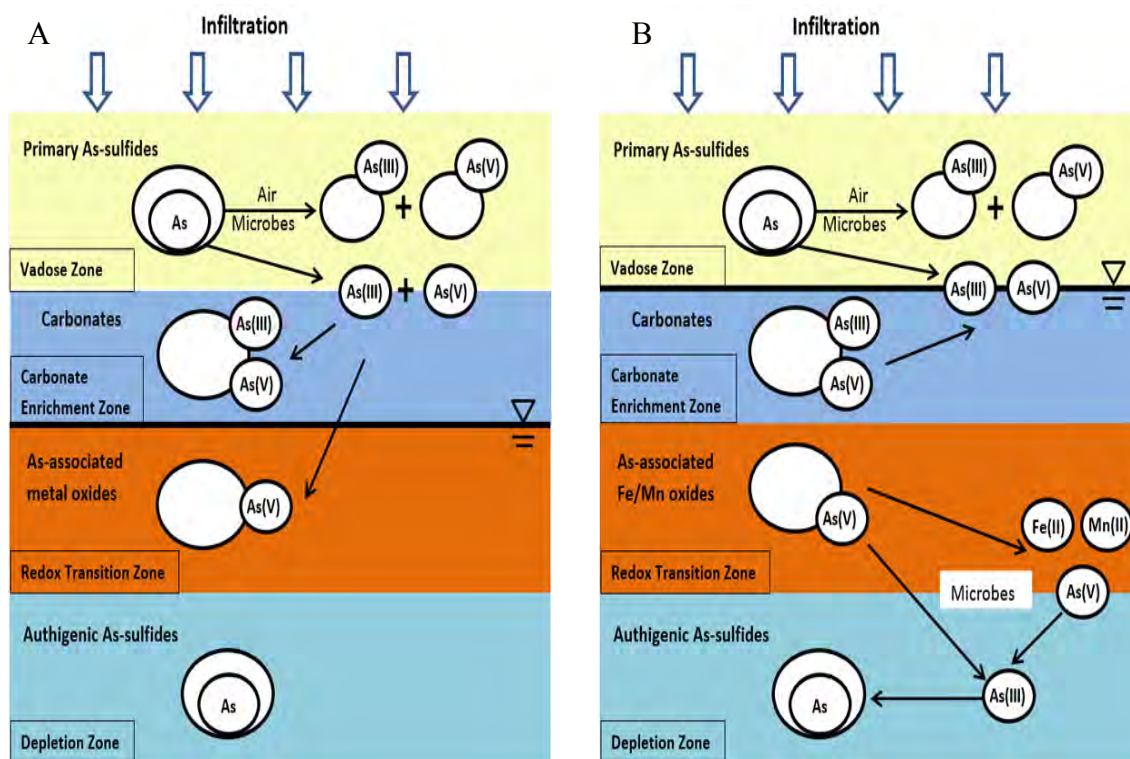 A
Infiltration
Primary As-sulfides
As(III)
As(V)
Air
As
+
Microbes
Vadose Zone
As(III)
+
As(V)
Carbonates
As(III)
As(V)
Carbonate
Enrichment Zone
As-associated
metal oxides
As(V)
Redox Transition Zone
Authigenic As-sulfides
As
Depletion Zone
B
Infiltration
Primary As-sulfides
As(III)
As(V)
Air
As
+
Microbes
Vadose Zone
As(III)
As(V)
Carbonates
As(III)
As(V)
Carbonate
Enrichment Zone
As-associated
Fe/Mn oxides
As(V)
Fe(II)
Mn(II)
Redox Transition Zone
Microbes
As(V)
Authigenic As-sulfides
As
As(III)
Depletion Zone